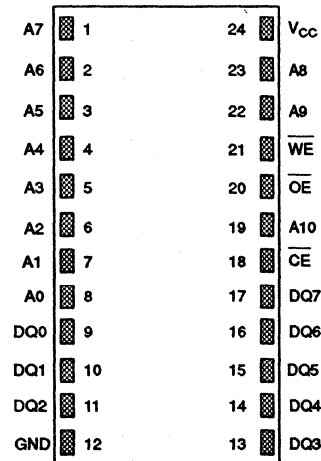 A7 1 24 VCC
A6 2 23 A8
A5 3 22 A9
A4 4 21 WE
A3 5 20 OE
A2 6 19 A10
A1 7 18 CE
A0 8 17 DQ7
DQ0 9 16 DQ6
DQ1 10 15 DQ5
DQ2 11 14 DQ4
GND 12 13 DQ3